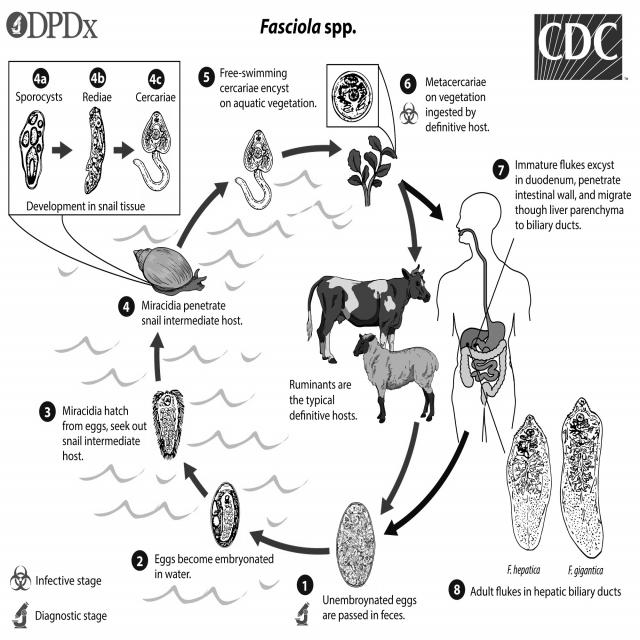 DPDx
Fasciola spp.
CDC
4a
Sporocysts
4b
Rediae
4c
Cercariae
Development in snail tissue
5
Free-swimming
cercariae encyst
on aquatic vegetation.
6
Metacercariae
on vegetation
ingested by
definitive host.
7
Immature flukes excyst
in duodenum, penetrate
intestinal wall, and migrate
though liver parenchyma
to biliary ducts.
4
Miracidia penetrate
snail intermediate host.
Ruminants are
the typical
definitive hosts.
3
Miracidia hatch
from eggs, seek out
snail intermediate
host.
2
Eggs become embryonated
in water.
1
Unembroynated eggs
are passed in feces.
F. hepatica
F. gigantica
8
Adult flukes in hepatic biliary ducts
Infective stage
Diagnostic stage